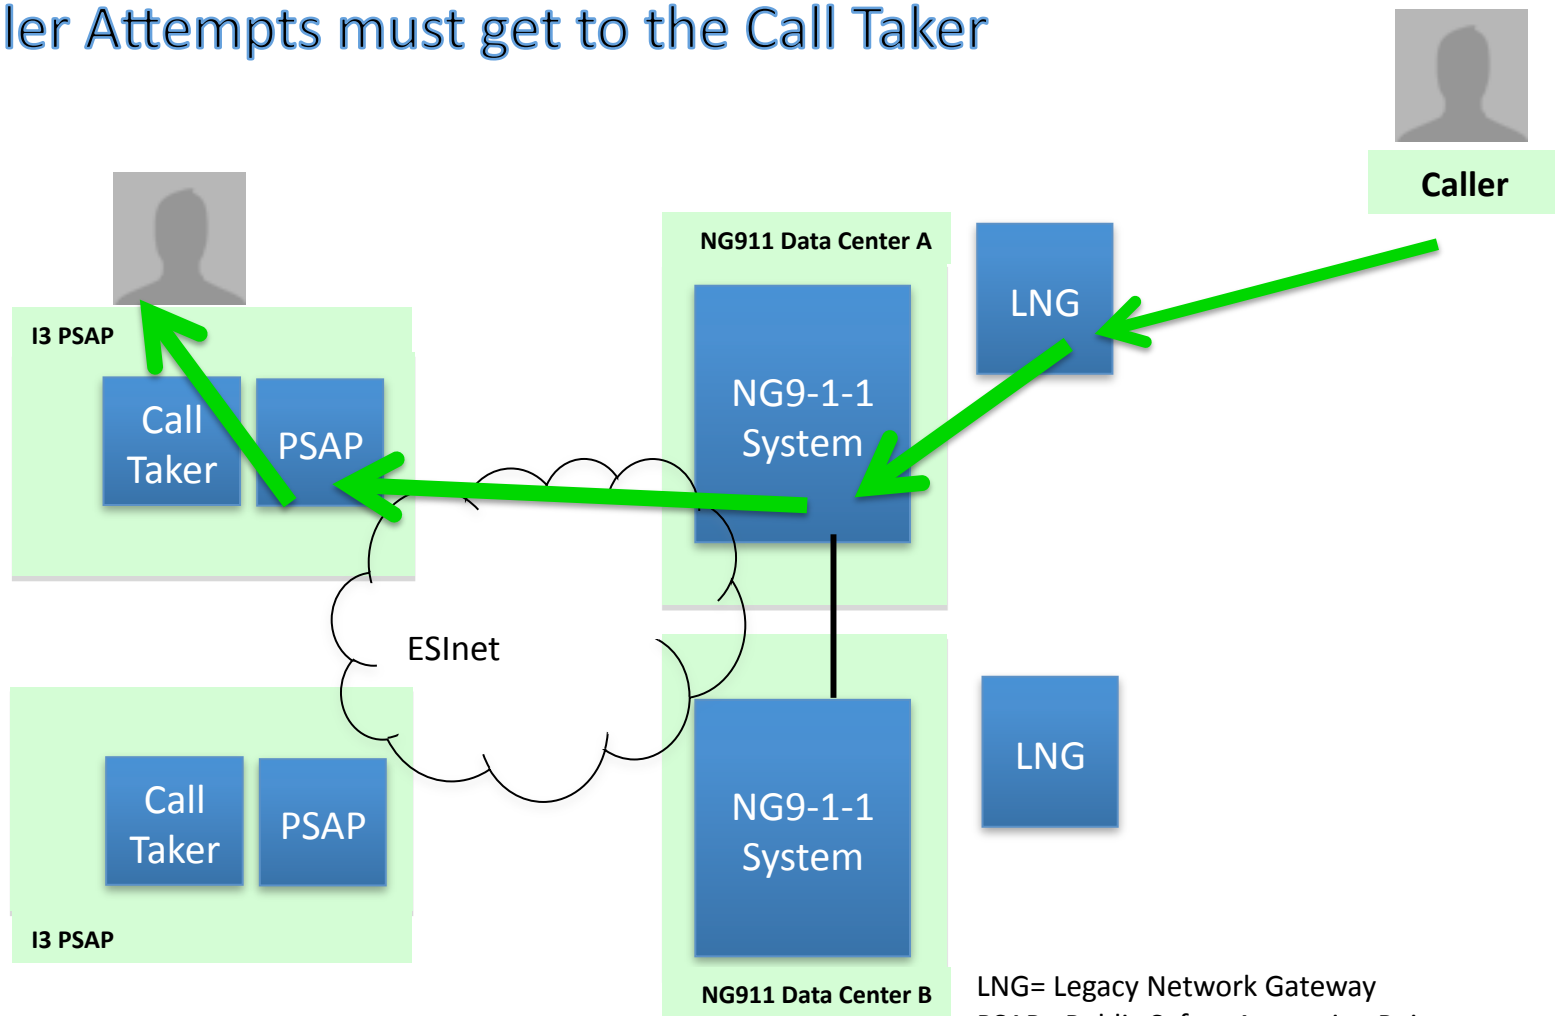 ler Attempts must get to the Call Taker
Caller
NG911 Data Center A
LNG
I3 PSAP
NG9-1-1
System
Call
Taker
PSAP
ESInet
LNG
Call
Taker
PSAP
NG9-1-1
System
I3 PSAP
NG911 Data Center B
LNG= Legacy Network Gateway